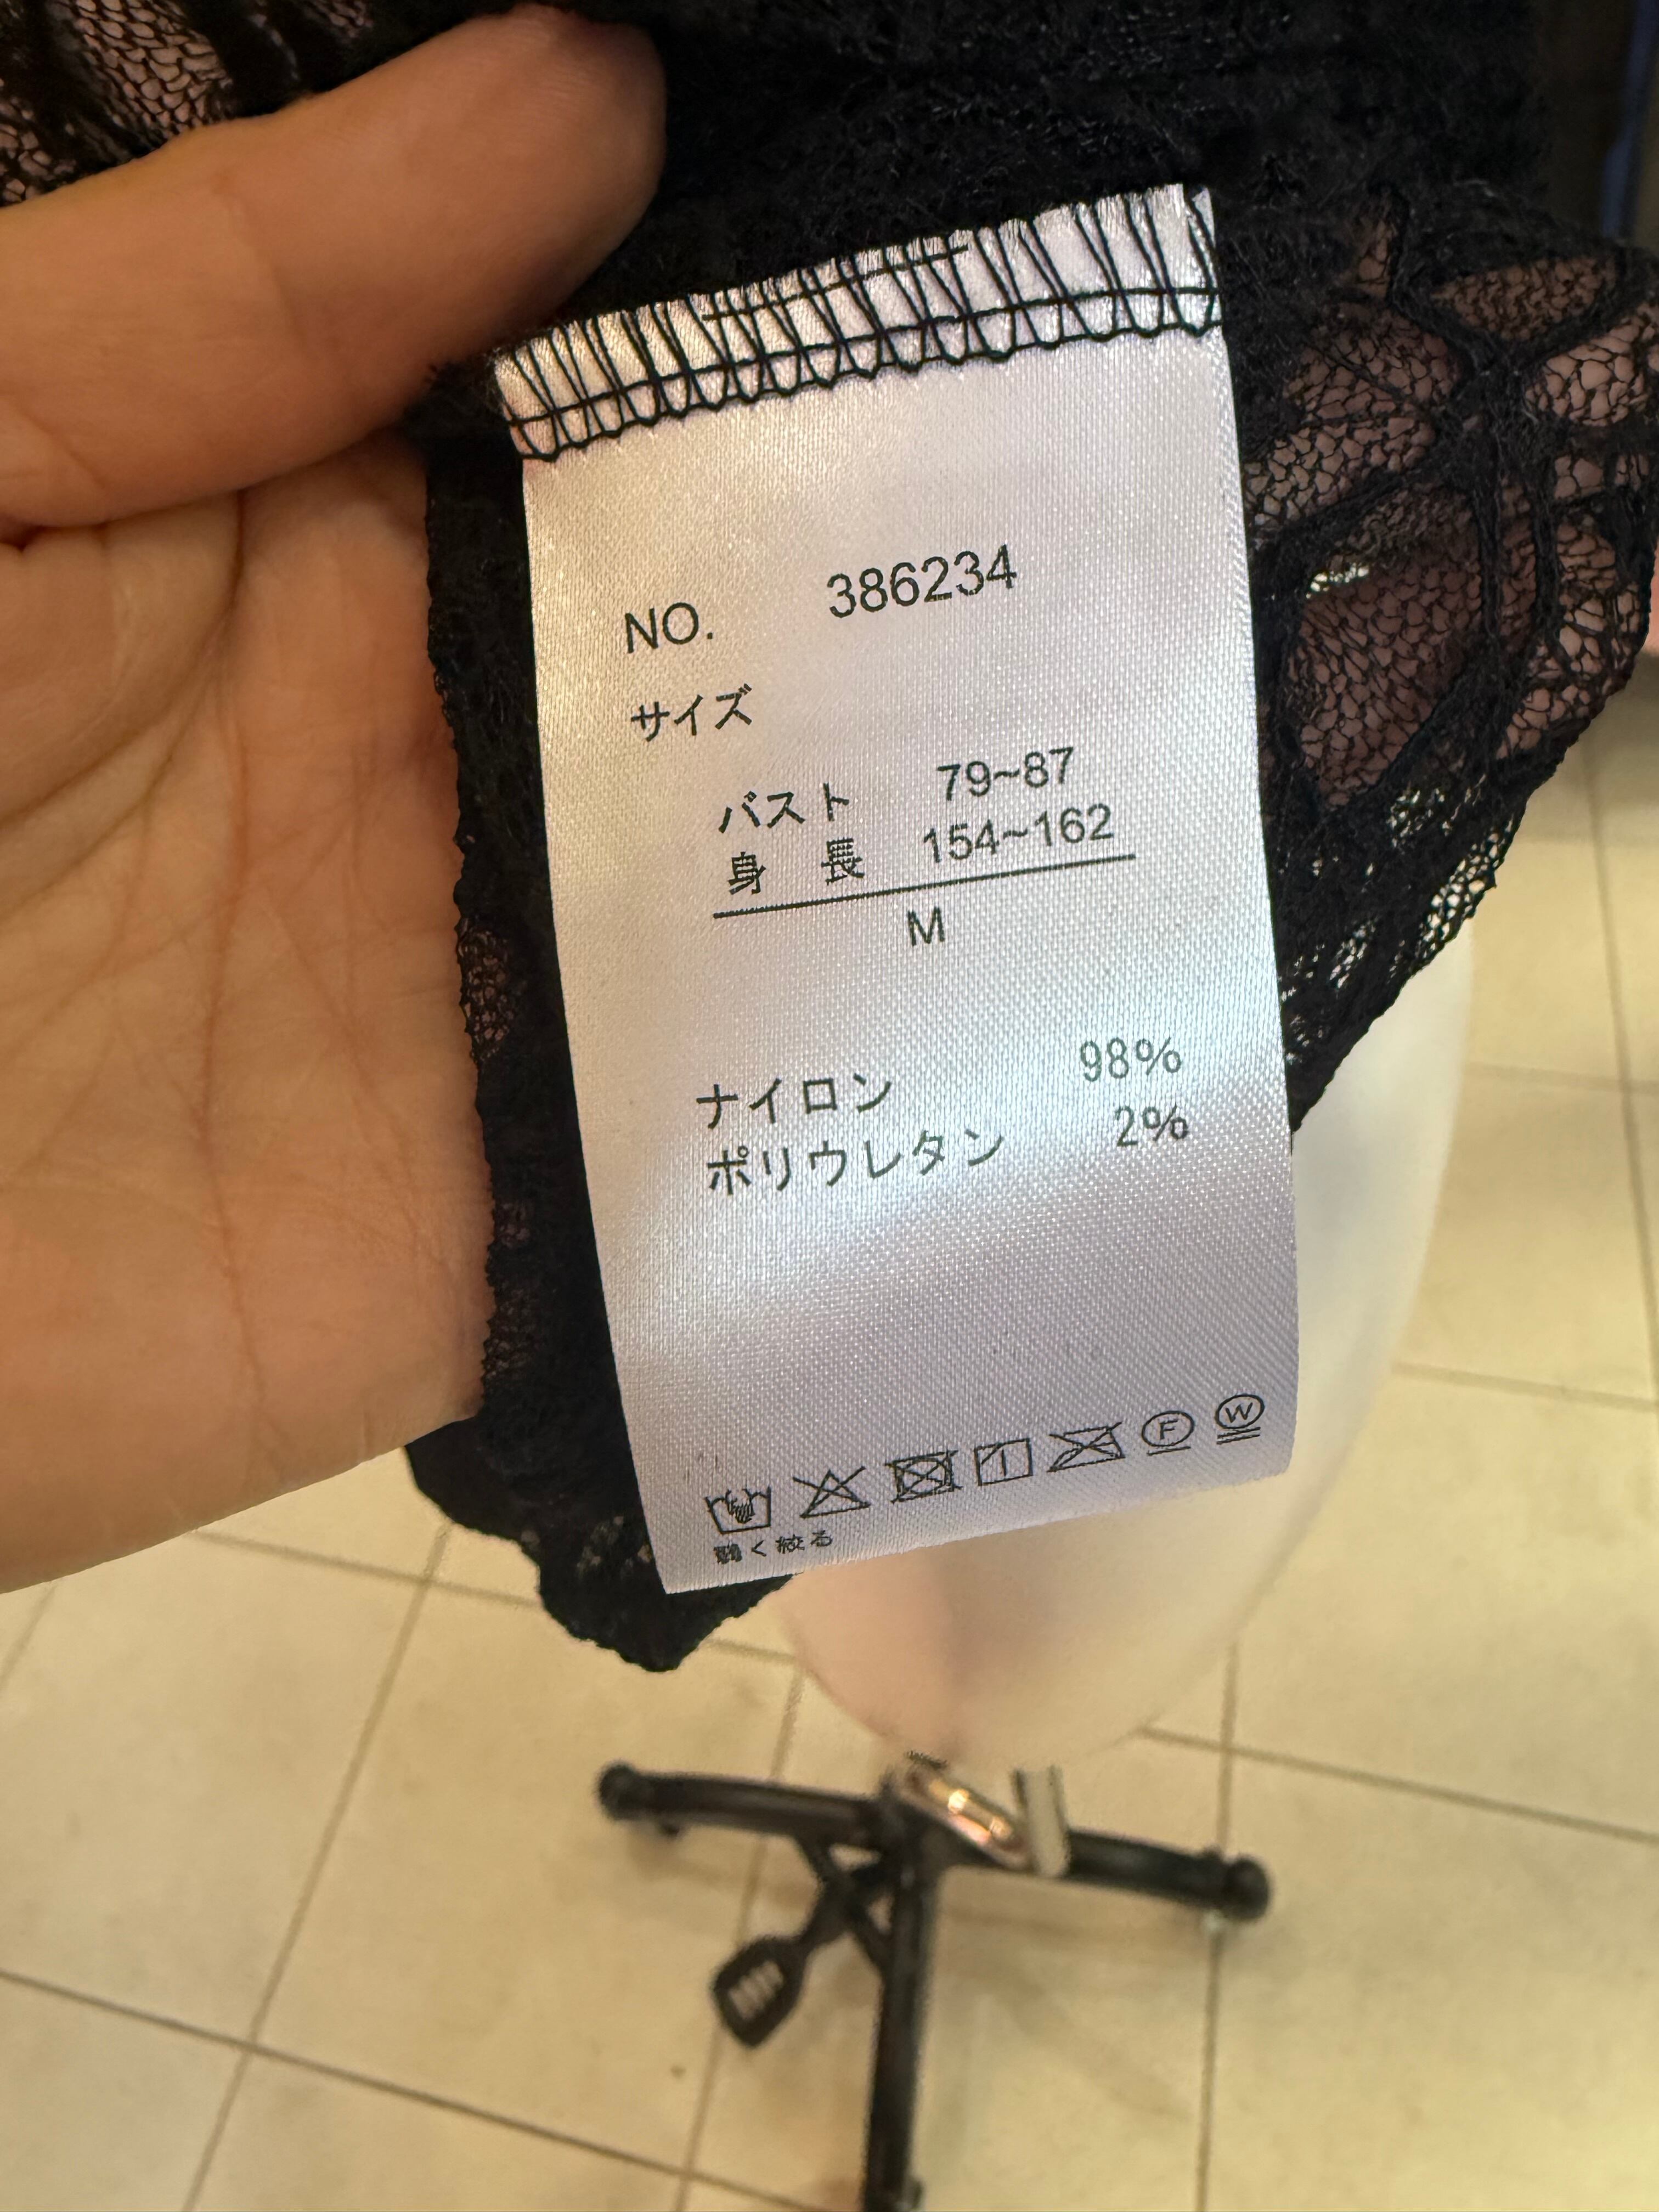 NO. 386234
サイズ
バスト 79~87
身 長 154~162
M
ナイロン 98%
ポリウレタン 2%
F W
弱く絞る